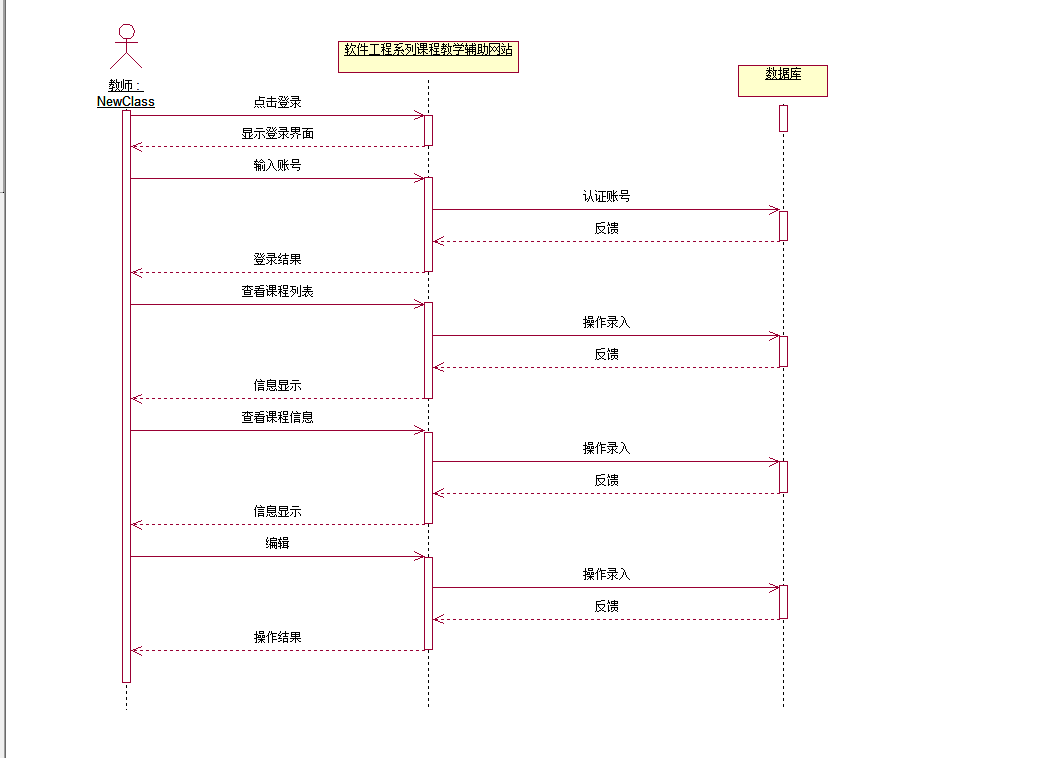 软件工程系列课程教学辅助网站
数据库
教师 :
NewClass
点击登录
显示登录界面
输入账号
认证账号
反馈
登录结果
查看课程列表
操作录入
反馈
信息显示
查看课程信息
操作录入
反馈
信息显示
编辑
操作录入
反馈
操作结果